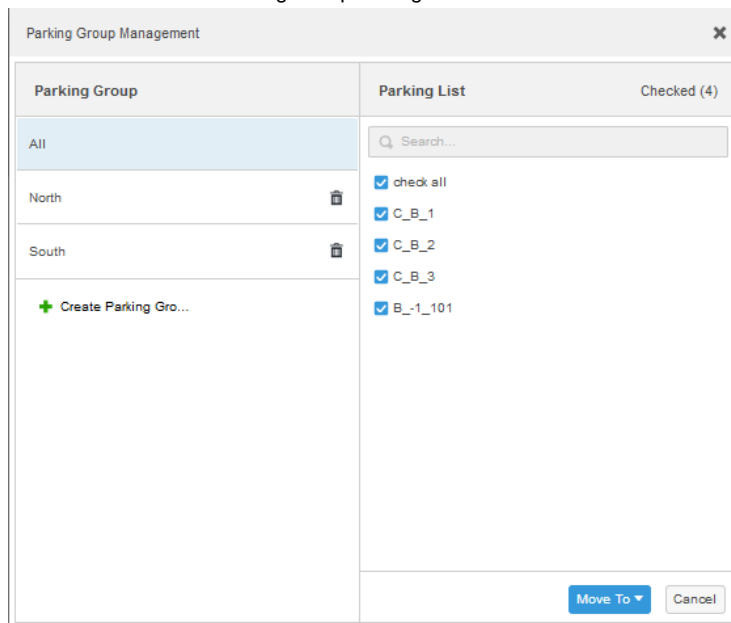 Parking Group Management
Parking Group
Parking List
Checked (4)
All
North
South
Create Parking Gro...
Search...
check all
C_B_1
C_B_2
C_B_3
B_-1_101
Move To
Cancel